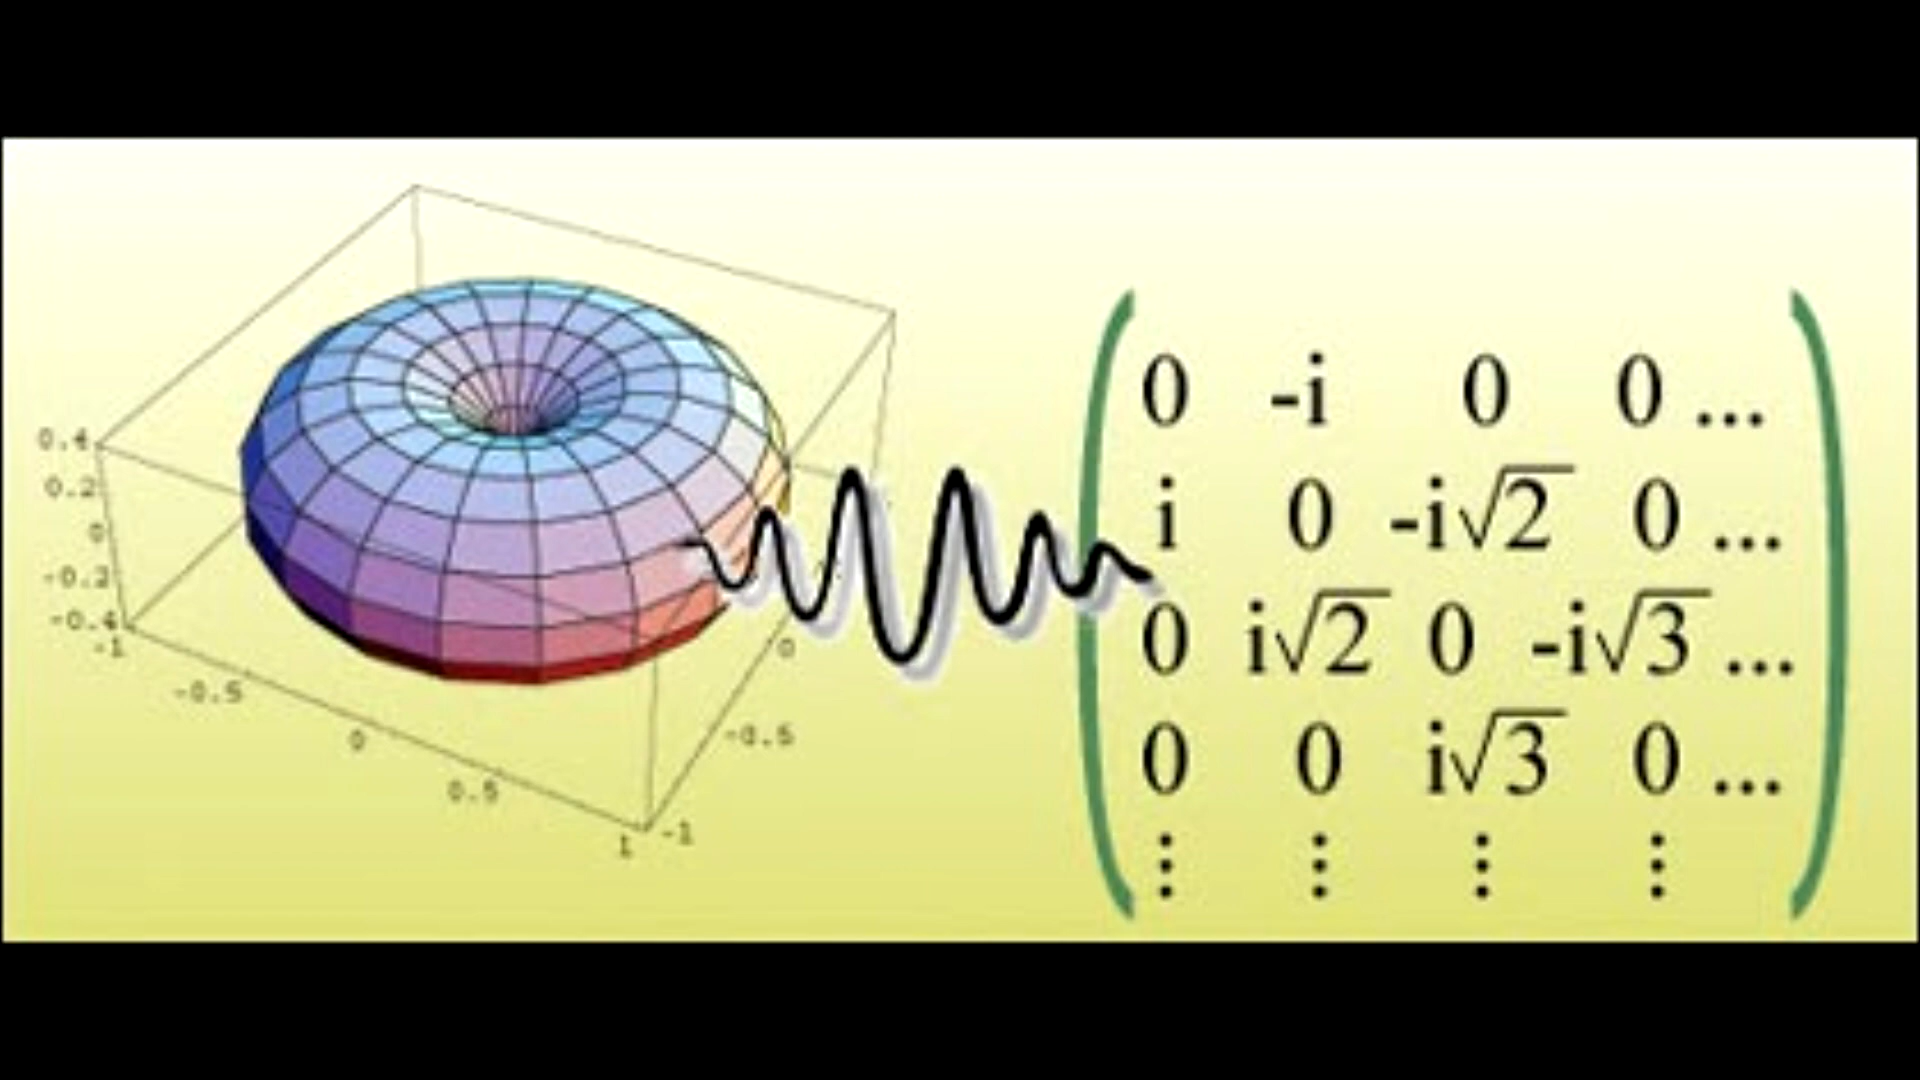 0.4
0.2
0
-0.2
-0.4
-1
-0.5
0
0.5
1
-1
-0.5
0
0 -i 0 0 ...
i 0 -i√2 0 ...
0 i√2 0 -i√3 ...
0 0 i√3 0 ...
⋮ ⋮ ⋮ ⋮